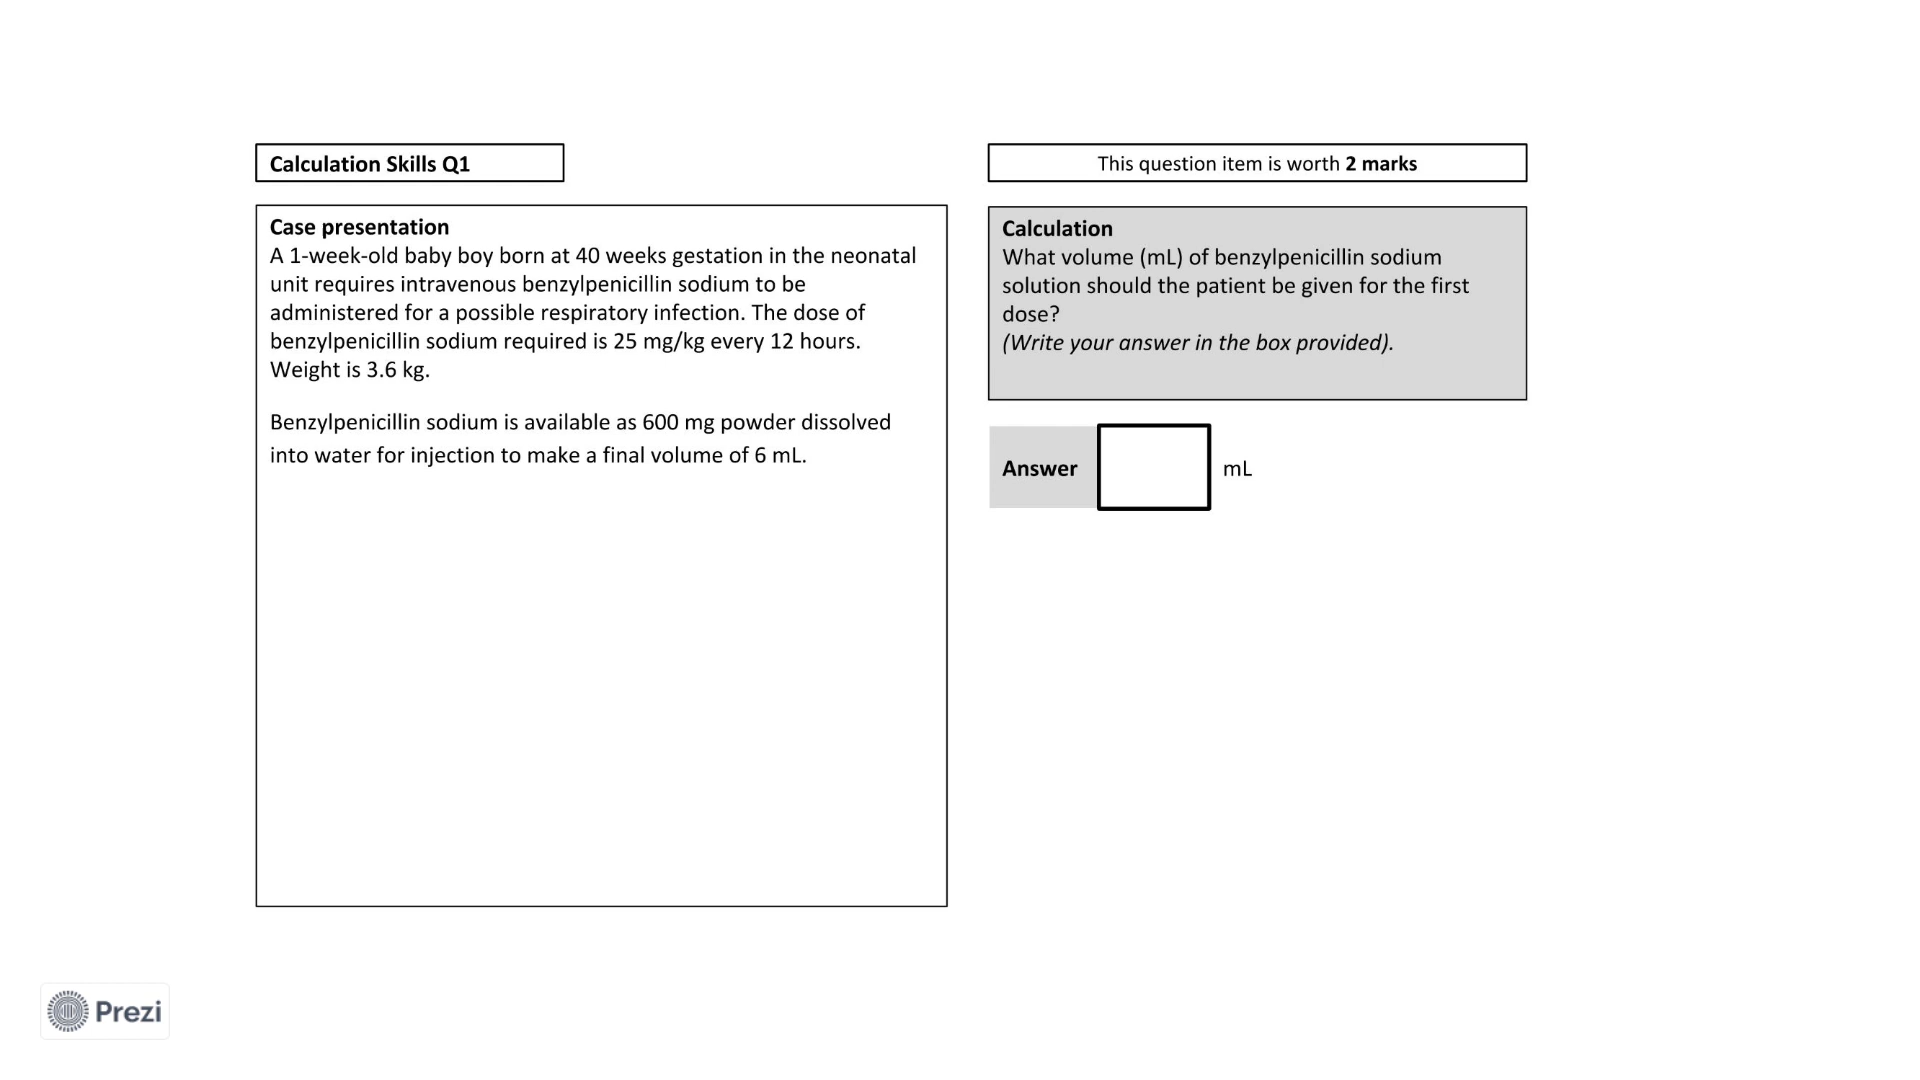 Calculation Skills Q1
This question item is worth 2 marks
Case presentation
A 1-week-old baby boy born at 40 weeks gestation in the neonatal
unit requires intravenous benzylpenicillin sodium to be
administered for a possible respiratory infection. The dose of
benzylpenicillin sodium required is 25 mg/kg every 12 hours.
Weight is 3.6 kg.
Benzylpenicillin sodium is available as 600 mg powder dissolved
into water for injection to make a final volume of 6 mL.
Calculation
What volume (mL) of benzylpenicillin sodium
solution should the patient be given for the first
dose?
(Write your answer in the box provided).
Answer
mL
Prezi